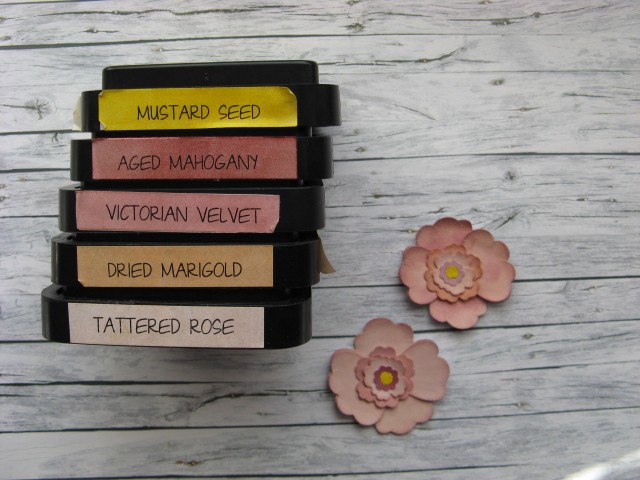 MUSTARD SEED
AGED MAHOGANY
VICTORIAN VELVET
DRIED MARIGOLD
TATTERED ROSE